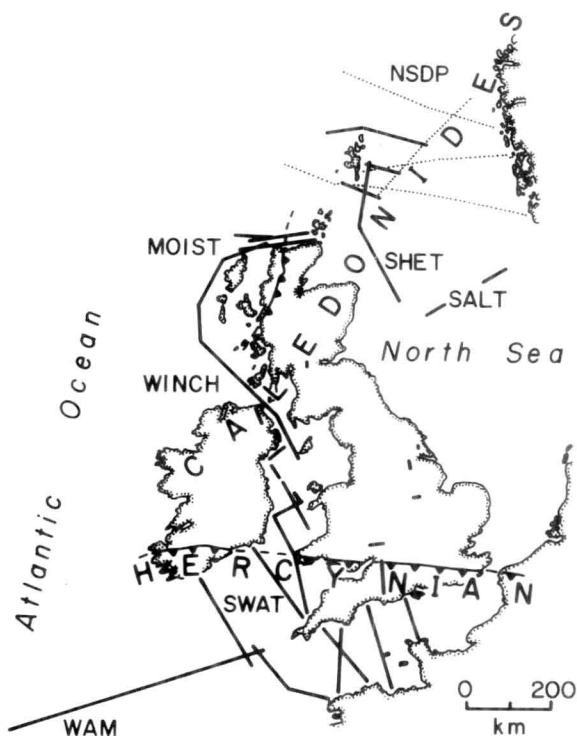 NSDP
CALEDONIDES
MOIST
SHET
SALT
North Sea
WINCH
Atlantic Ocean
HERCYNIAN
SWAT
WAM
0 200
km